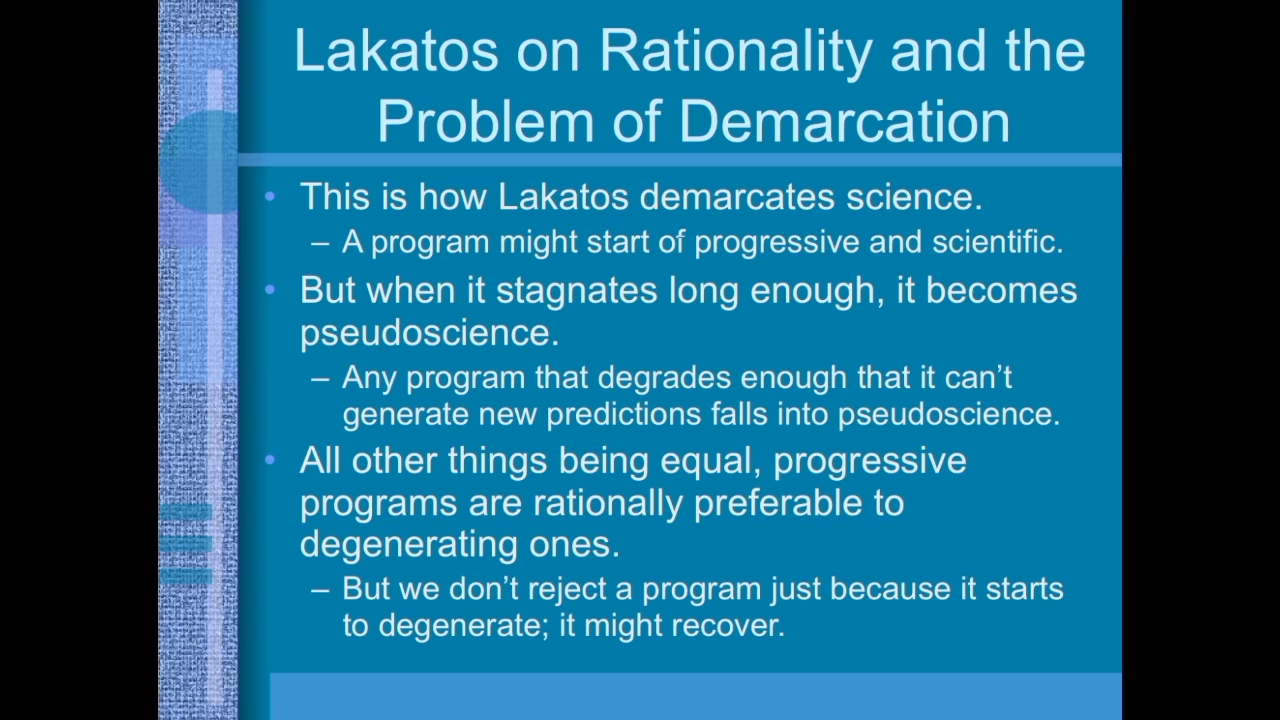 Lakatos on Rationality and the
Problem of Demarcation
• This is how Lakatos demarcates science.
– A program might start of progressive and scientific.
• But when it stagnates long enough, it becomes
pseudoscience.
– Any program that degrades enough that it can’t
generate new predictions falls into pseudoscience.
• All other things being equal, progressive
programs are rationally preferable to
degenerating ones.
– But we don’t reject a program just because it starts
to degenerate; it might recover.